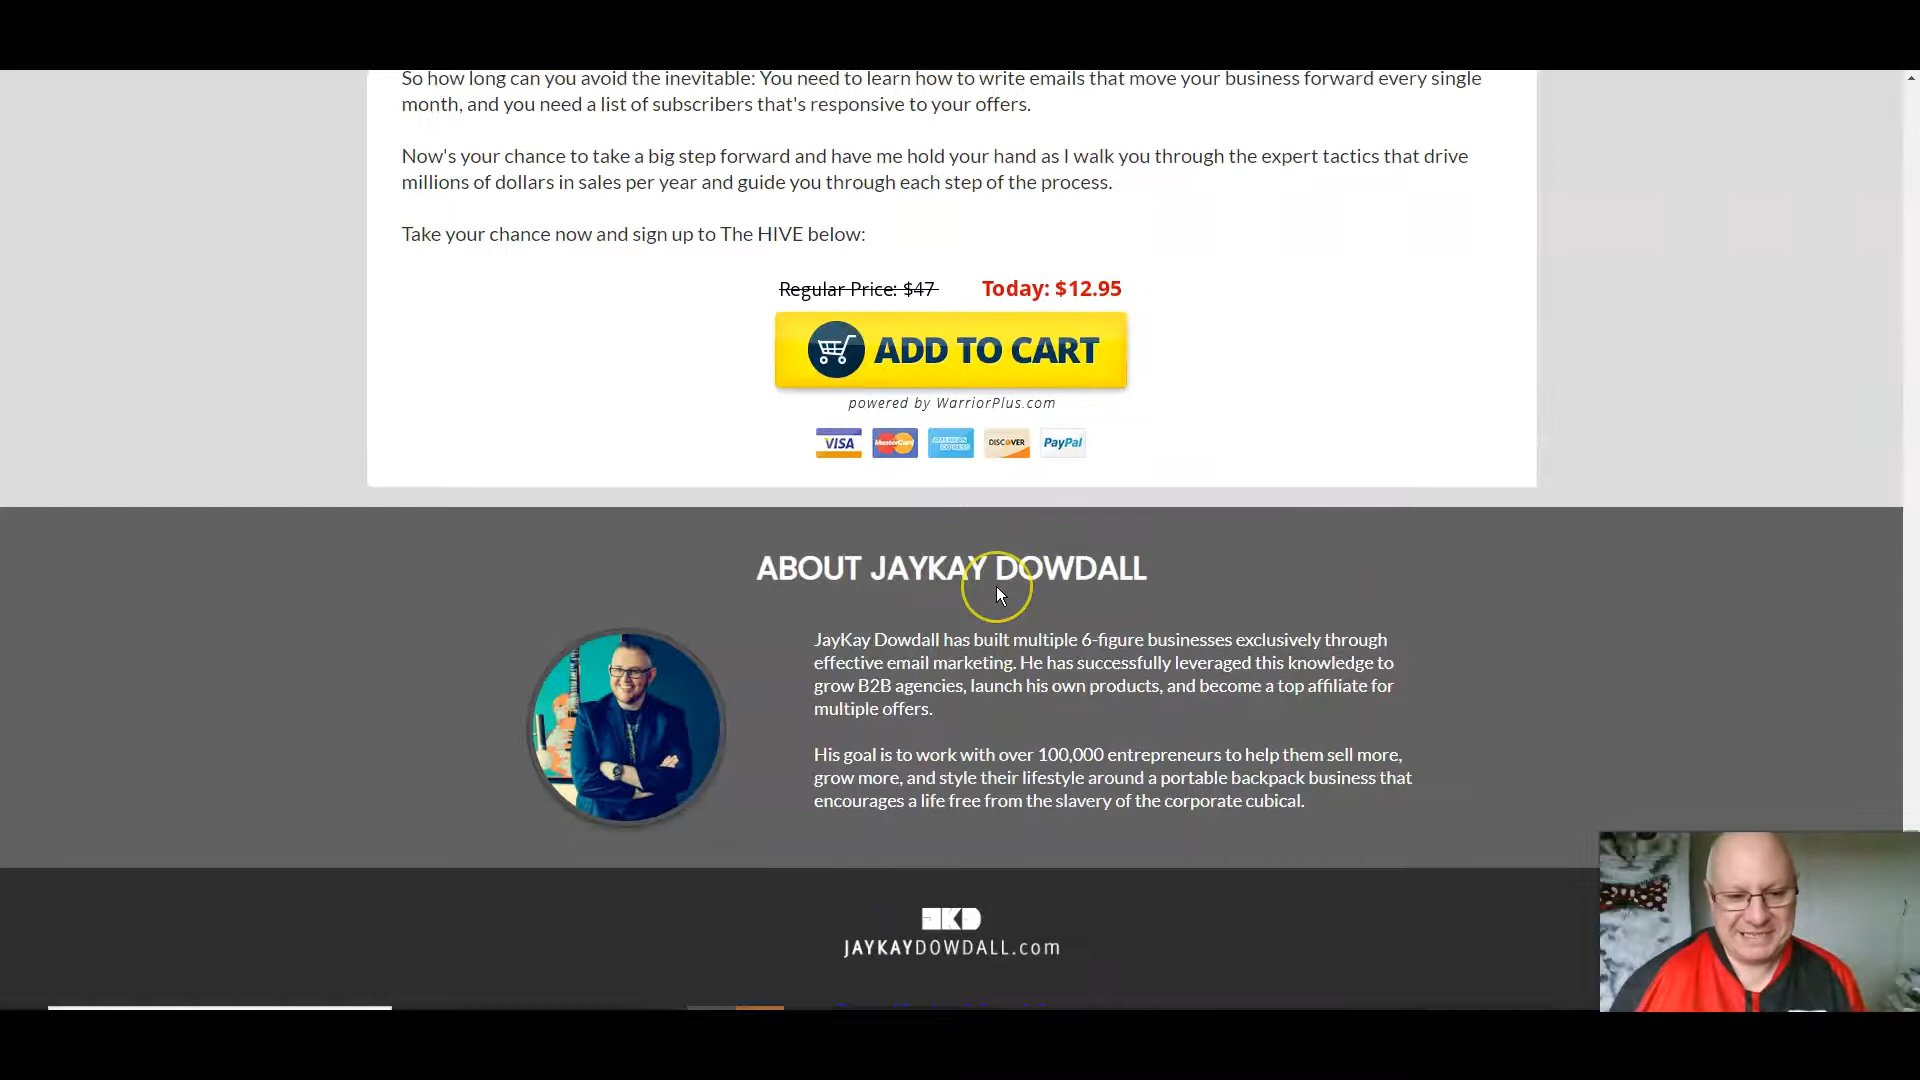 So how long can you avoid the inevitable: You need to learn how to write emails that move your business forward every single
month, and you need a list of subscribers that's responsive to your offers.
Now's your chance to take a big step forward and have me hold your hand as I walk you through the expert tactics that drive
millions of dollars in sales per year and guide you through each step of the process.
Take your chance now and sign up to The HIVE below:
Regular Price: $47 Today: $12.95
ADD TO CART
powered by WarriorPlus.com
VISA MasterCard AMERICAN EXPRESS DISCOVER PayPal
ABOUT JAYKAY DOWDALL
JayKay Dowdall has built multiple 6-figure businesses exclusively through
effective email marketing. He has successfully leveraged this knowledge to
grow B2B agencies, launch his own products, and become a top affiliate for
multiple offers.
His goal is to work with over 100,000 entrepreneurs to help them sell more,
grow more, and style their lifestyle around a portable backpack business that
encourages a life free from the slavery of the corporate cubical.
JKD
JAYKAYDOWDALL.com